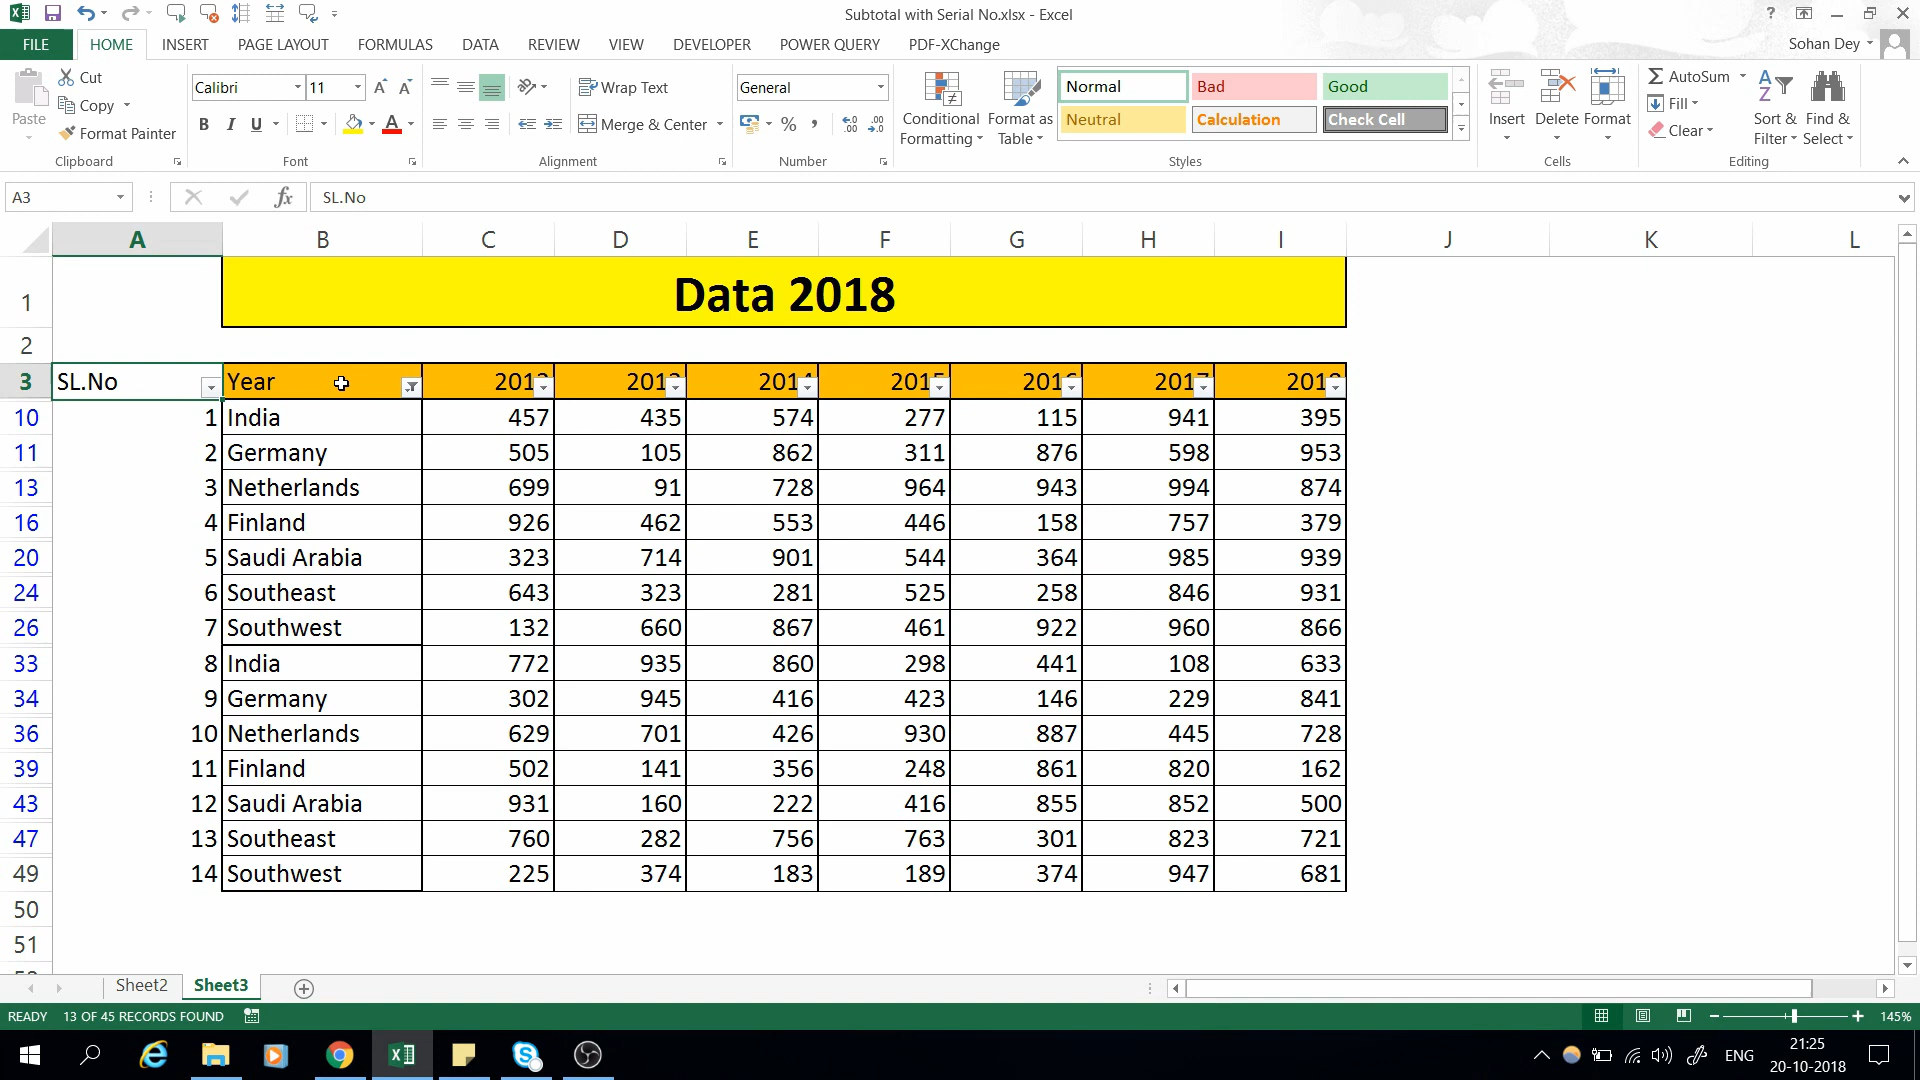 Subtotal with Serial No.xlsx - Excel
?
FILE HOME INSERT PAGE LAYOUT FORMULAS DATA REVIEW VIEW DEVELOPER POWER QUERY PDF-XChange Sohan Dey
Paste Cut Copy Format Painter
Clipboard
Calibri 11 A A
B I U A
Font
Wrap Text
Merge & Center
Alignment
General
% ,
Number
Conditional Formatting
Format as Table
Normal Bad Good
Neutral Calculation Check Cell
Styles
Insert Delete Format
Cells
AutoSum
Fill
Clear
Sort & Filter
Find & Select
Editing
A3 fx SL.No
A B C D E F G H I J K L
1 Data 2018
2
3 SL.No Year 201 201 201 201 201 201 201
10 1 India 457 435 574 277 115 941 395
11 2 Germany 505 105 862 311 876 598 953
13 3 Netherlands 699 91 728 964 943 994 874
16 4 Finland 926 462 553 446 158 757 379
20 5 Saudi Arabia 323 714 901 544 364 985 939
24 6 Southeast 643 323 281 525 258 846 931
26 7 Southwest 132 660 867 461 922 960 866
33 8 India 772 935 860 298 441 108 633
34 9 Germany 302 945 416 423 146 229 841
36 10 Netherlands 629 701 426 930 887 445 728
39 11 Finland 502 141 356 248 861 820 162
43 12 Saudi Arabia 931 160 222 416 855 852 500
47 13 Southeast 760 282 756 763 301 823 721
49 14 Southwest 225 374 183 189 374 947 681
50
51
Sheet2 Sheet3
READY 13 OF 45 RECORDS FOUND 145%
ENG 21:25
20-10-2018